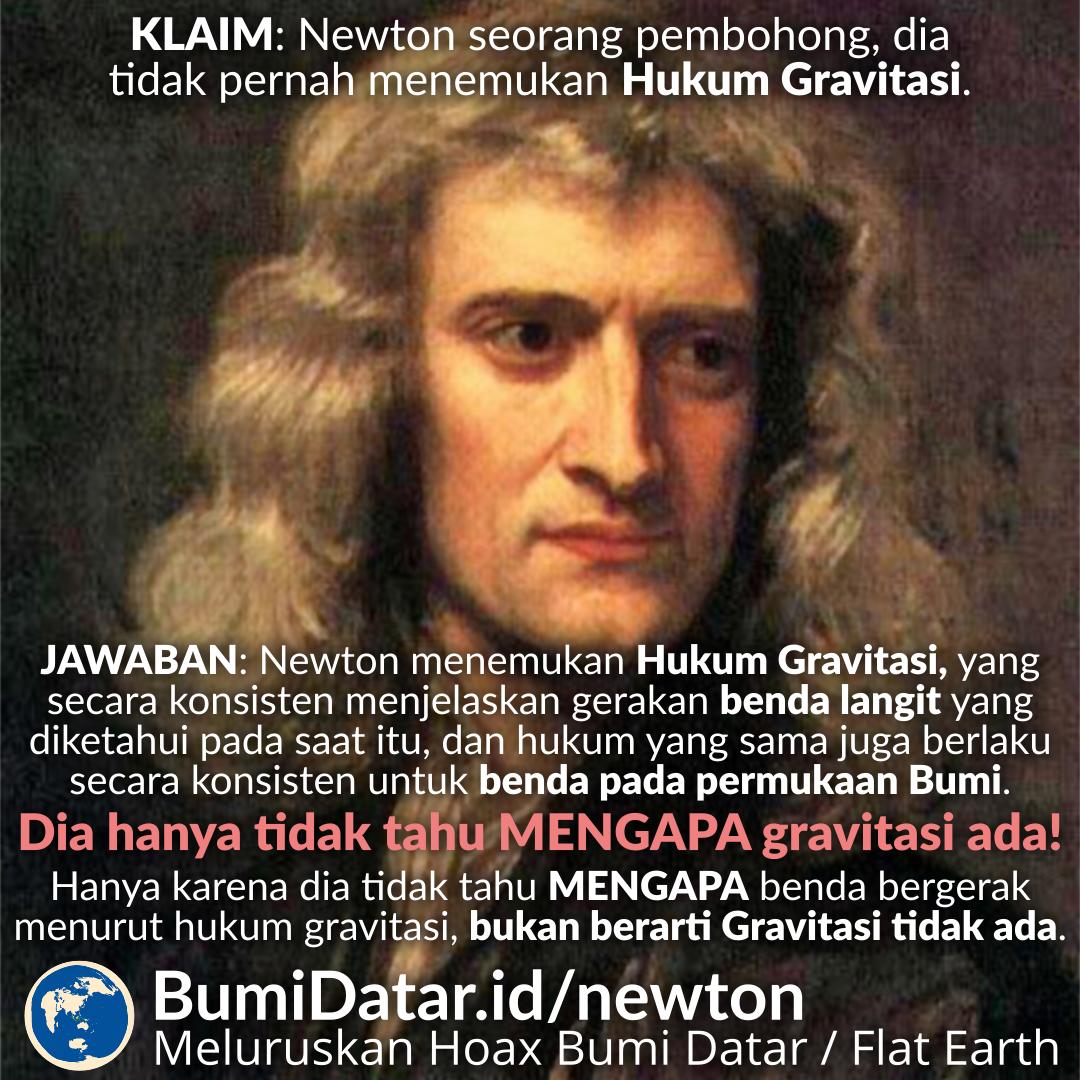 KLAIM: Newton seorang pembohong, dia
tidak pernah menemukan Hukum Gravitasi.
JAWABAN: Newton menemukan Hukum Gravitasi, yang
secara konsisten menjelaskan gerakan benda langit yang
diketahui pada saat itu, dan hukum yang sama juga berlaku
secara konsisten untuk benda pada permukaan Bumi.
Dia hanya tidak tahu MENGAPA gravitasi ada!
Hanya karena dia tidak tahu MENGAPA benda bergerak
menurut hukum gravitasi, bukan berarti Gravitasi tidak ada.
BumiDatar.id/newton
Meluruskan Hoax Bumi Datar / Flat Earth